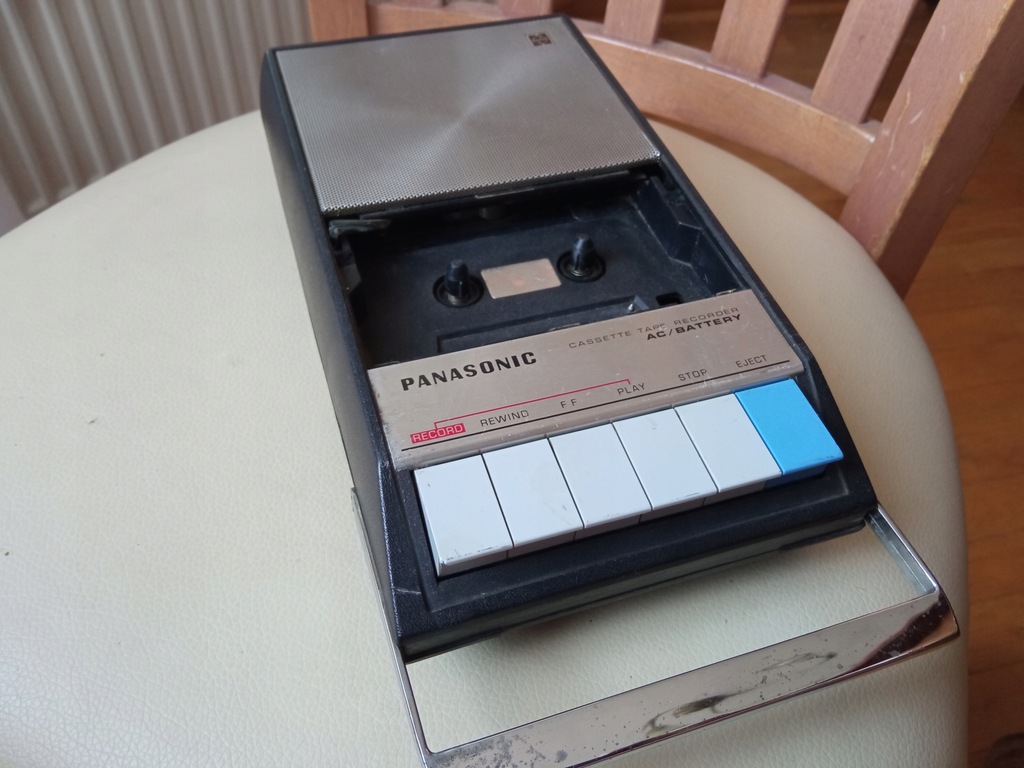 PANASONIC
CASSETTE TAPE RECORDER
AC/BATTERY
RECORD REWIND F F PLAY STOP EJECT